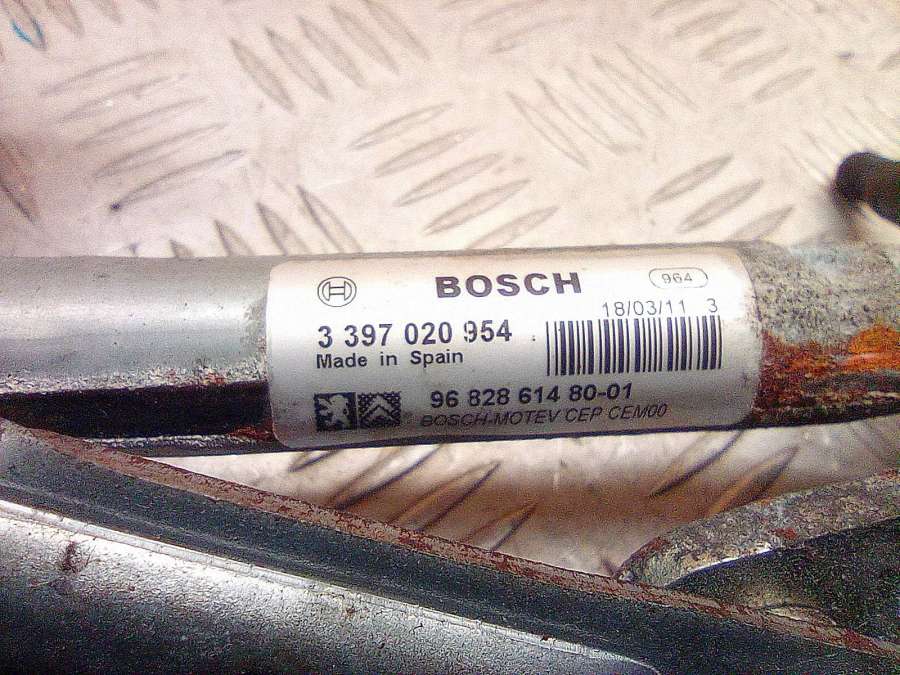 BOSCH 964
18/03/11 3
3 397 020 954
Made in Spain
96 828 614 80-01
BOSCH-MOTEV CEP CEM00